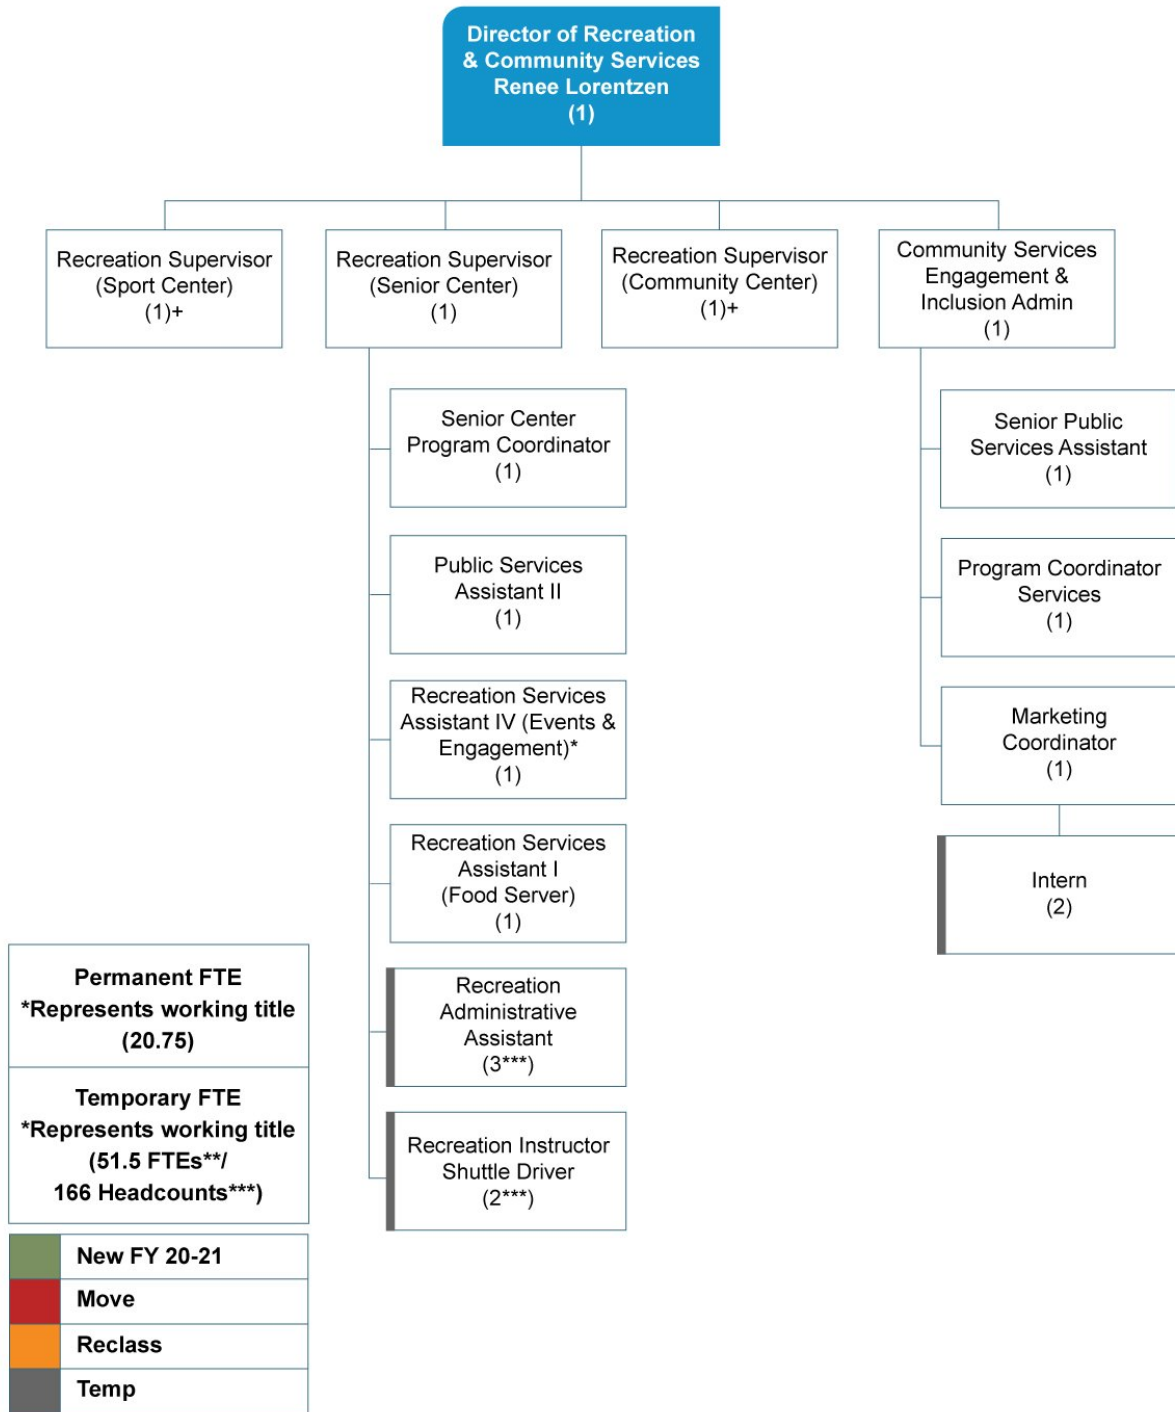 Director of Recreation
& Community Services
Renee Lorentzen
(1)
Recreation Supervisor
(Sport Center)
(1)+
Recreation Supervisor
(Senior Center)
(1)
Recreation Supervisor
(Community Center)
(1)+
Community Services
Engagement &
Inclusion Admin
(1)
Senior Center
Program Coordinator
(1)
Public Services
Assistant II
(1)
Recreation Services
Assistant IV (Events &
Engagement)*
(1)
Recreation Services
Assistant I
(Food Server)
(1)
Recreation
Administrative
Assistant
(3***)
Recreation Instructor
Shuttle Driver
(2***)
Senior Public
Services Assistant
(1)
Program Coordinator
Services
(1)
Marketing
Coordinator
(1)
Intern
(2)
Permanent FTE
*Represents working title
(20.75)
Temporary FTE
*Represents working title
(51.5 FTEs**/
166 Headcounts***)
New FY 20-21
Move
Reclass
Temp